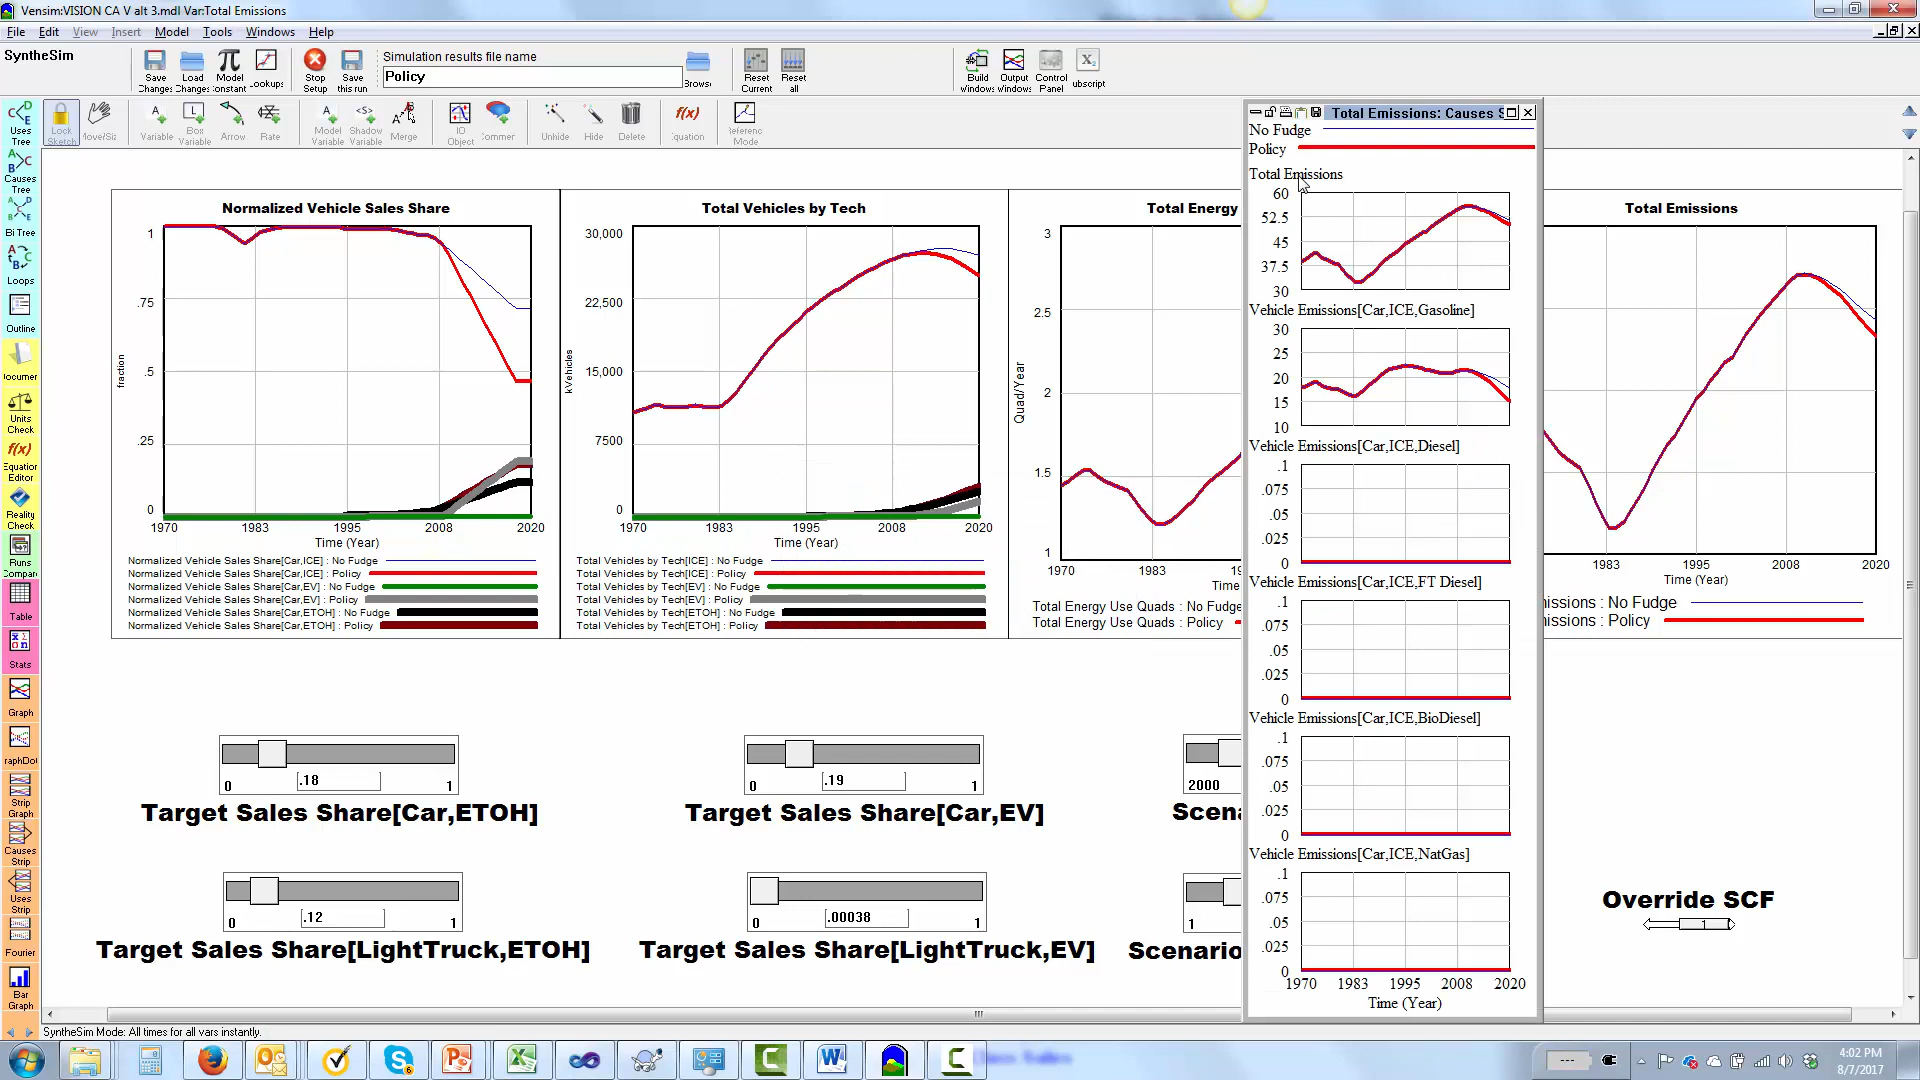 Vensim:VISION CA V alt 3.mdl Var:Total Emissions
File Edit View Insert Model Tools Windows Help
SyntheSim
Save Changes
Load Changes
Model Constant
Lookups
Stop Setup
Save this run
Simulation results file name
Policy
Browse
Reset Current
Reset all
Build Windows
Output Windows
Control Panel
ubscript
Uses Tree
Lock Sketch
Move/Siz
Variable
Box Variable
Arrow
Rate
Model Variable
Shadow Variable
Merge
IO Object
Commer
Unhide
Hide
Delete
Equation
Referenc Mode
Causes Tree
Bi Tree
Loops
Outline
Documer
Units Check
Equation Editor
Reality Check
Runs Compare
Table
Stats
Graph
raphDot
Strip Graph
Causes Strip
Uses Strip
Fourier
Bar Graph
Normalized Vehicle Sales Share
1
.75
.5
.25
0
fraction
1970 1983 1995 2008 2020
Time (Year)
Normalized Vehicle Sales Share[Car,ICE] : No Fudge
Normalized Vehicle Sales Share[Car,ICE] : Policy
Normalized Vehicle Sales Share[Car,EV] : No Fudge
Normalized Vehicle Sales Share[Car,EV] : Policy
Normalized Vehicle Sales Share[Car,ETOH] : No Fudge
Normalized Vehicle Sales Share[Car,ETOH] : Policy
Total Vehicles by Tech
30,000
22,500
15,000
7500
0
kVehicles
1970 1983 1995 2008 2020
Time (Year)
Total Vehicles by Tech[ICE] : No Fudge
Total Vehicles by Tech[ICE] : Policy
Total Vehicles by Tech[EV] : No Fudge
Total Vehicles by Tech[EV] : Policy
Total Vehicles by Tech[ETOH] : No Fudge
Total Vehicles by Tech[ETOH] : Policy
Total Energy
3
2.5
2
1.5
1
Quad/Year
1970 1983 19
Time
Total Energy Use Quads : No Fudge
Total Energy Use Quads : Policy
Total Emissions: Causes S
No Fudge
Policy
Total Emissions
60
52.5
45
37.5
30
Vehicle Emissions[Car,ICE,Gasoline]
30
25
20
15
10
Vehicle Emissions[Car,ICE,Diesel]
.1
.075
.05
.025
0
Vehicle Emissions[Car,ICE,FT Diesel]
.1
.075
.05
.025
0
Vehicle Emissions[Car,ICE,BioDiesel]
.1
.075
.05
.025
0
Vehicle Emissions[Car,ICE,NatGas]
.1
.075
.05
.025
0
1970 1983 1995 2008 2020
Time (Year)
Total Emissions
1983 1995 2008 2020
Time (Year)
issions : No Fudge
issions : Policy
0 .18 1
Target Sales Share[Car,ETOH]
0 .19 1
Target Sales Share[Car,EV]
2000
Scena
0 .12 1
Target Sales Share[LightTruck,ETOH]
0 .00038 1
Target Sales Share[LightTruck,EV]
1
Scenario
Override SCF
1
SyntheSim Mode: All times for all vars instantly.
4:02 PM
8/7/2017